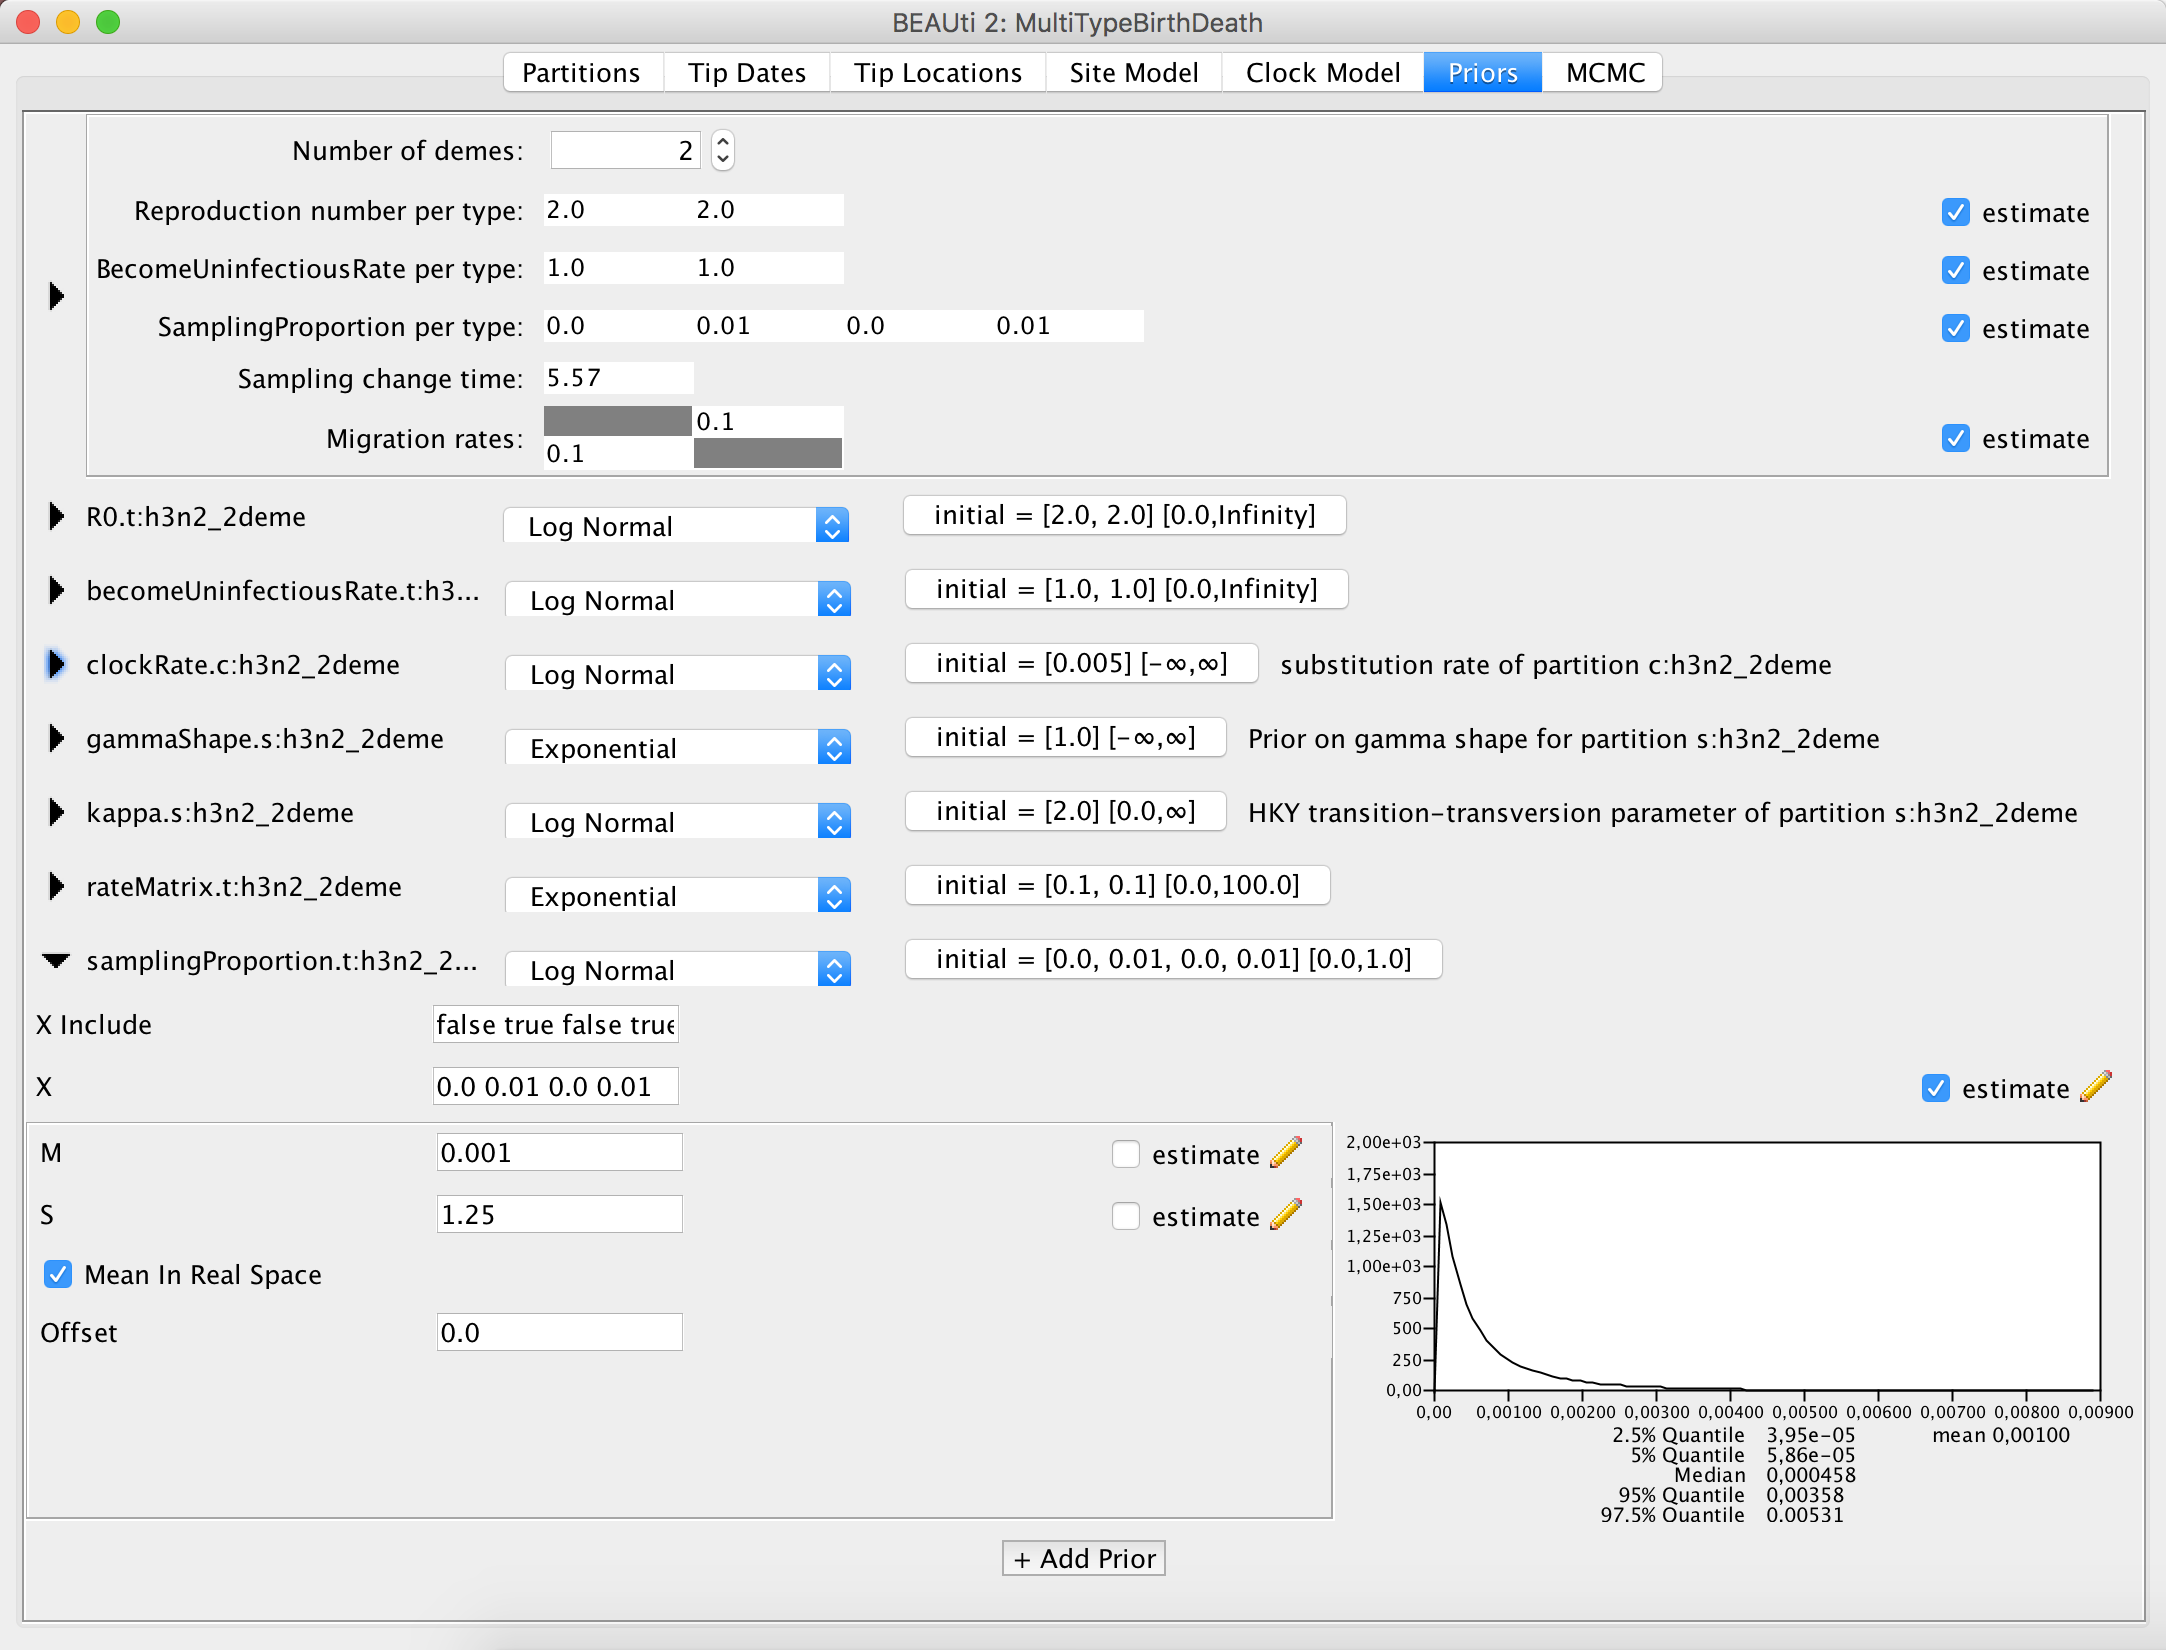 BEAUti 2: MultiTypeBirthDeath
Partitions Tip Dates Tip Locations Site Model Clock Model Priors MCMC
Number of demes: 2
Reproduction number per type: 2.0 2.0 estimate
BecomeUninfectiousRate per type: 1.0 1.0 estimate
SamplingProportion per type: 0.0 0.01 0.0 0.01 estimate
Sampling change time: 5.57
Migration rates: 0.1 estimate
0.1
R0.t:h3n2_2deme Log Normal initial = [2.0, 2.0] [0.0,Infinity]
becomeUninfectiousRate.t:h3... Log Normal initial = [1.0, 1.0] [0.0,Infinity]
clockRate.c:h3n2_2deme Log Normal initial = [0.005] [-∞,∞] substitution rate of partition c:h3n2_2deme
gammaShape.s:h3n2_2deme Exponential initial = [1.0] [-∞,∞] Prior on gamma shape for partition s:h3n2_2deme
kappa.s:h3n2_2deme Log Normal initial = [2.0] [0.0,∞] HKY transition-transversion parameter of partition s:h3n2_2deme
rateMatrix.t:h3n2_2deme Exponential initial = [0.1, 0.1] [0.0,100.0]
samplingProportion.t:h3n2_2... Log Normal initial = [0.0, 0.01, 0.0, 0.01] [0.0,1.0]
X Include false true false true
X 0.0 0.01 0.0 0.01 estimate
M 0.001 estimate
S 1.25 estimate
Mean In Real Space
Offset 0.0
2,00e+03
1,75e+03
1,50e+03
1,25e+03
1,00e+03
750
500
250
0,00
0,00 0,00100 0,00200 0,00300 0,00400 0,00500 0,00600 0,00700 0,00800 0,00900
2.5% Quantile 3,95e-05 mean 0,00100
5% Quantile 5,86e-05
Median 0,000458
95% Quantile 0,00358
97.5% Quantile 0,00531
+ Add Prior